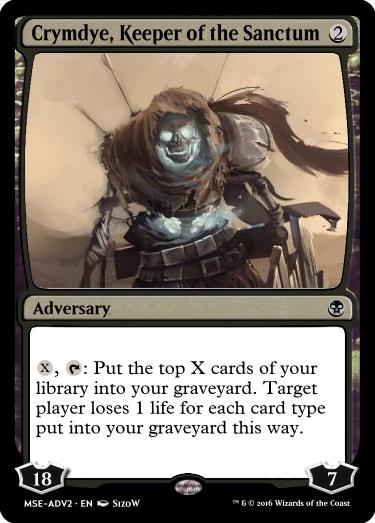 Crymdye, Keeper of the Sanctum 2
Adversary
X, : Put the top X cards of your
library into your graveyard. Target
player loses 1 life for each card type
put into your graveyard this way.
18
7
MSE-ADV2 • EN SizoW
™ & © 2016 Wizards of the Coast